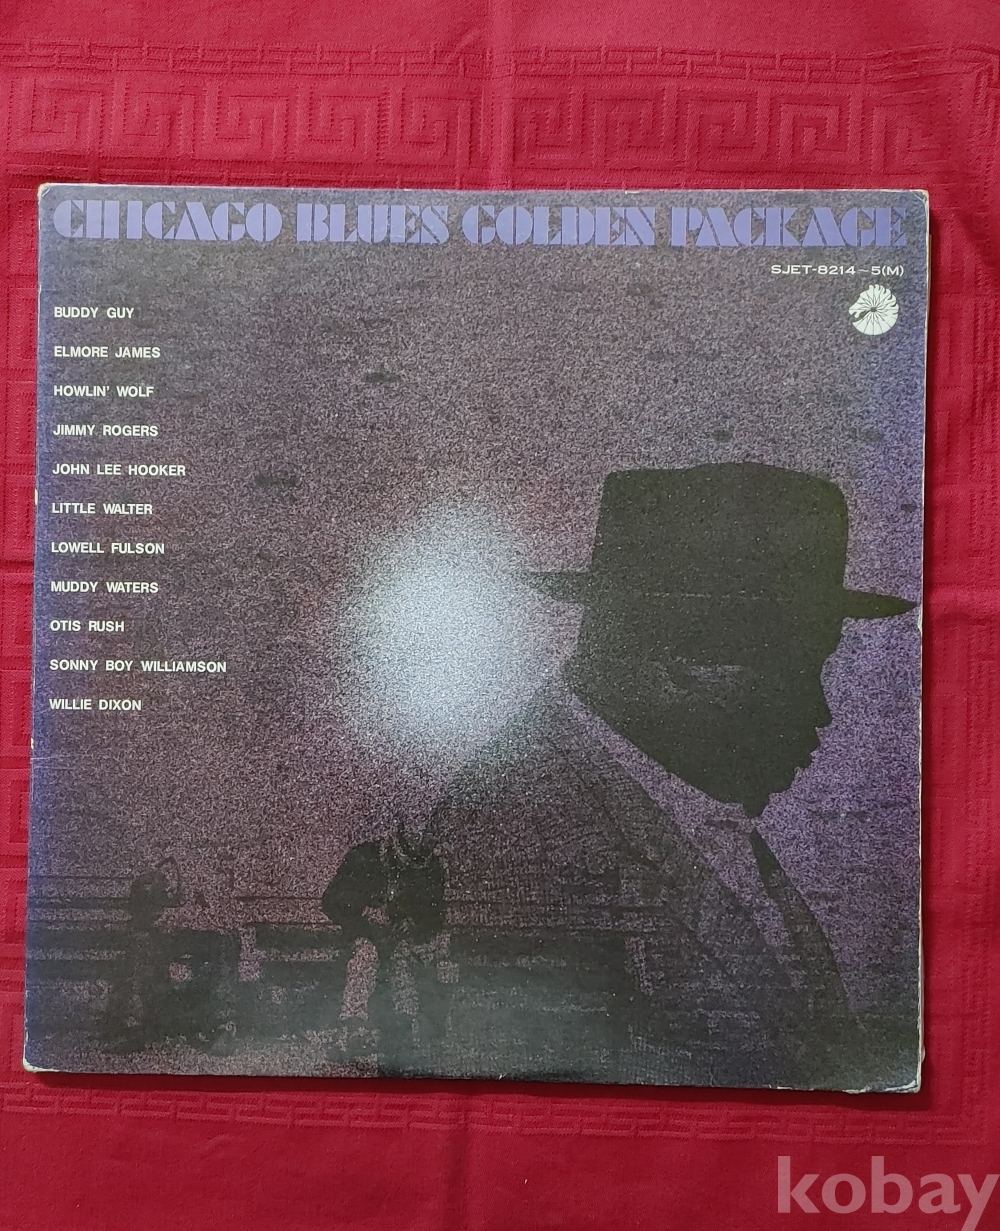 CHICAGO BLUES GOLDEN PACKAGE
SJET-8214~5(M)
BUDDY GUY
ELMORE JAMES
HOWLIN' WOLF
JIMMY ROGERS
JOHN LEE HOOKER
LITTLE WALTER
LOWELL FULSON
MUDDY WATERS
OTIS RUSH
SONNY BOY WILLIAMSON
WILLIE DIXON
kobay